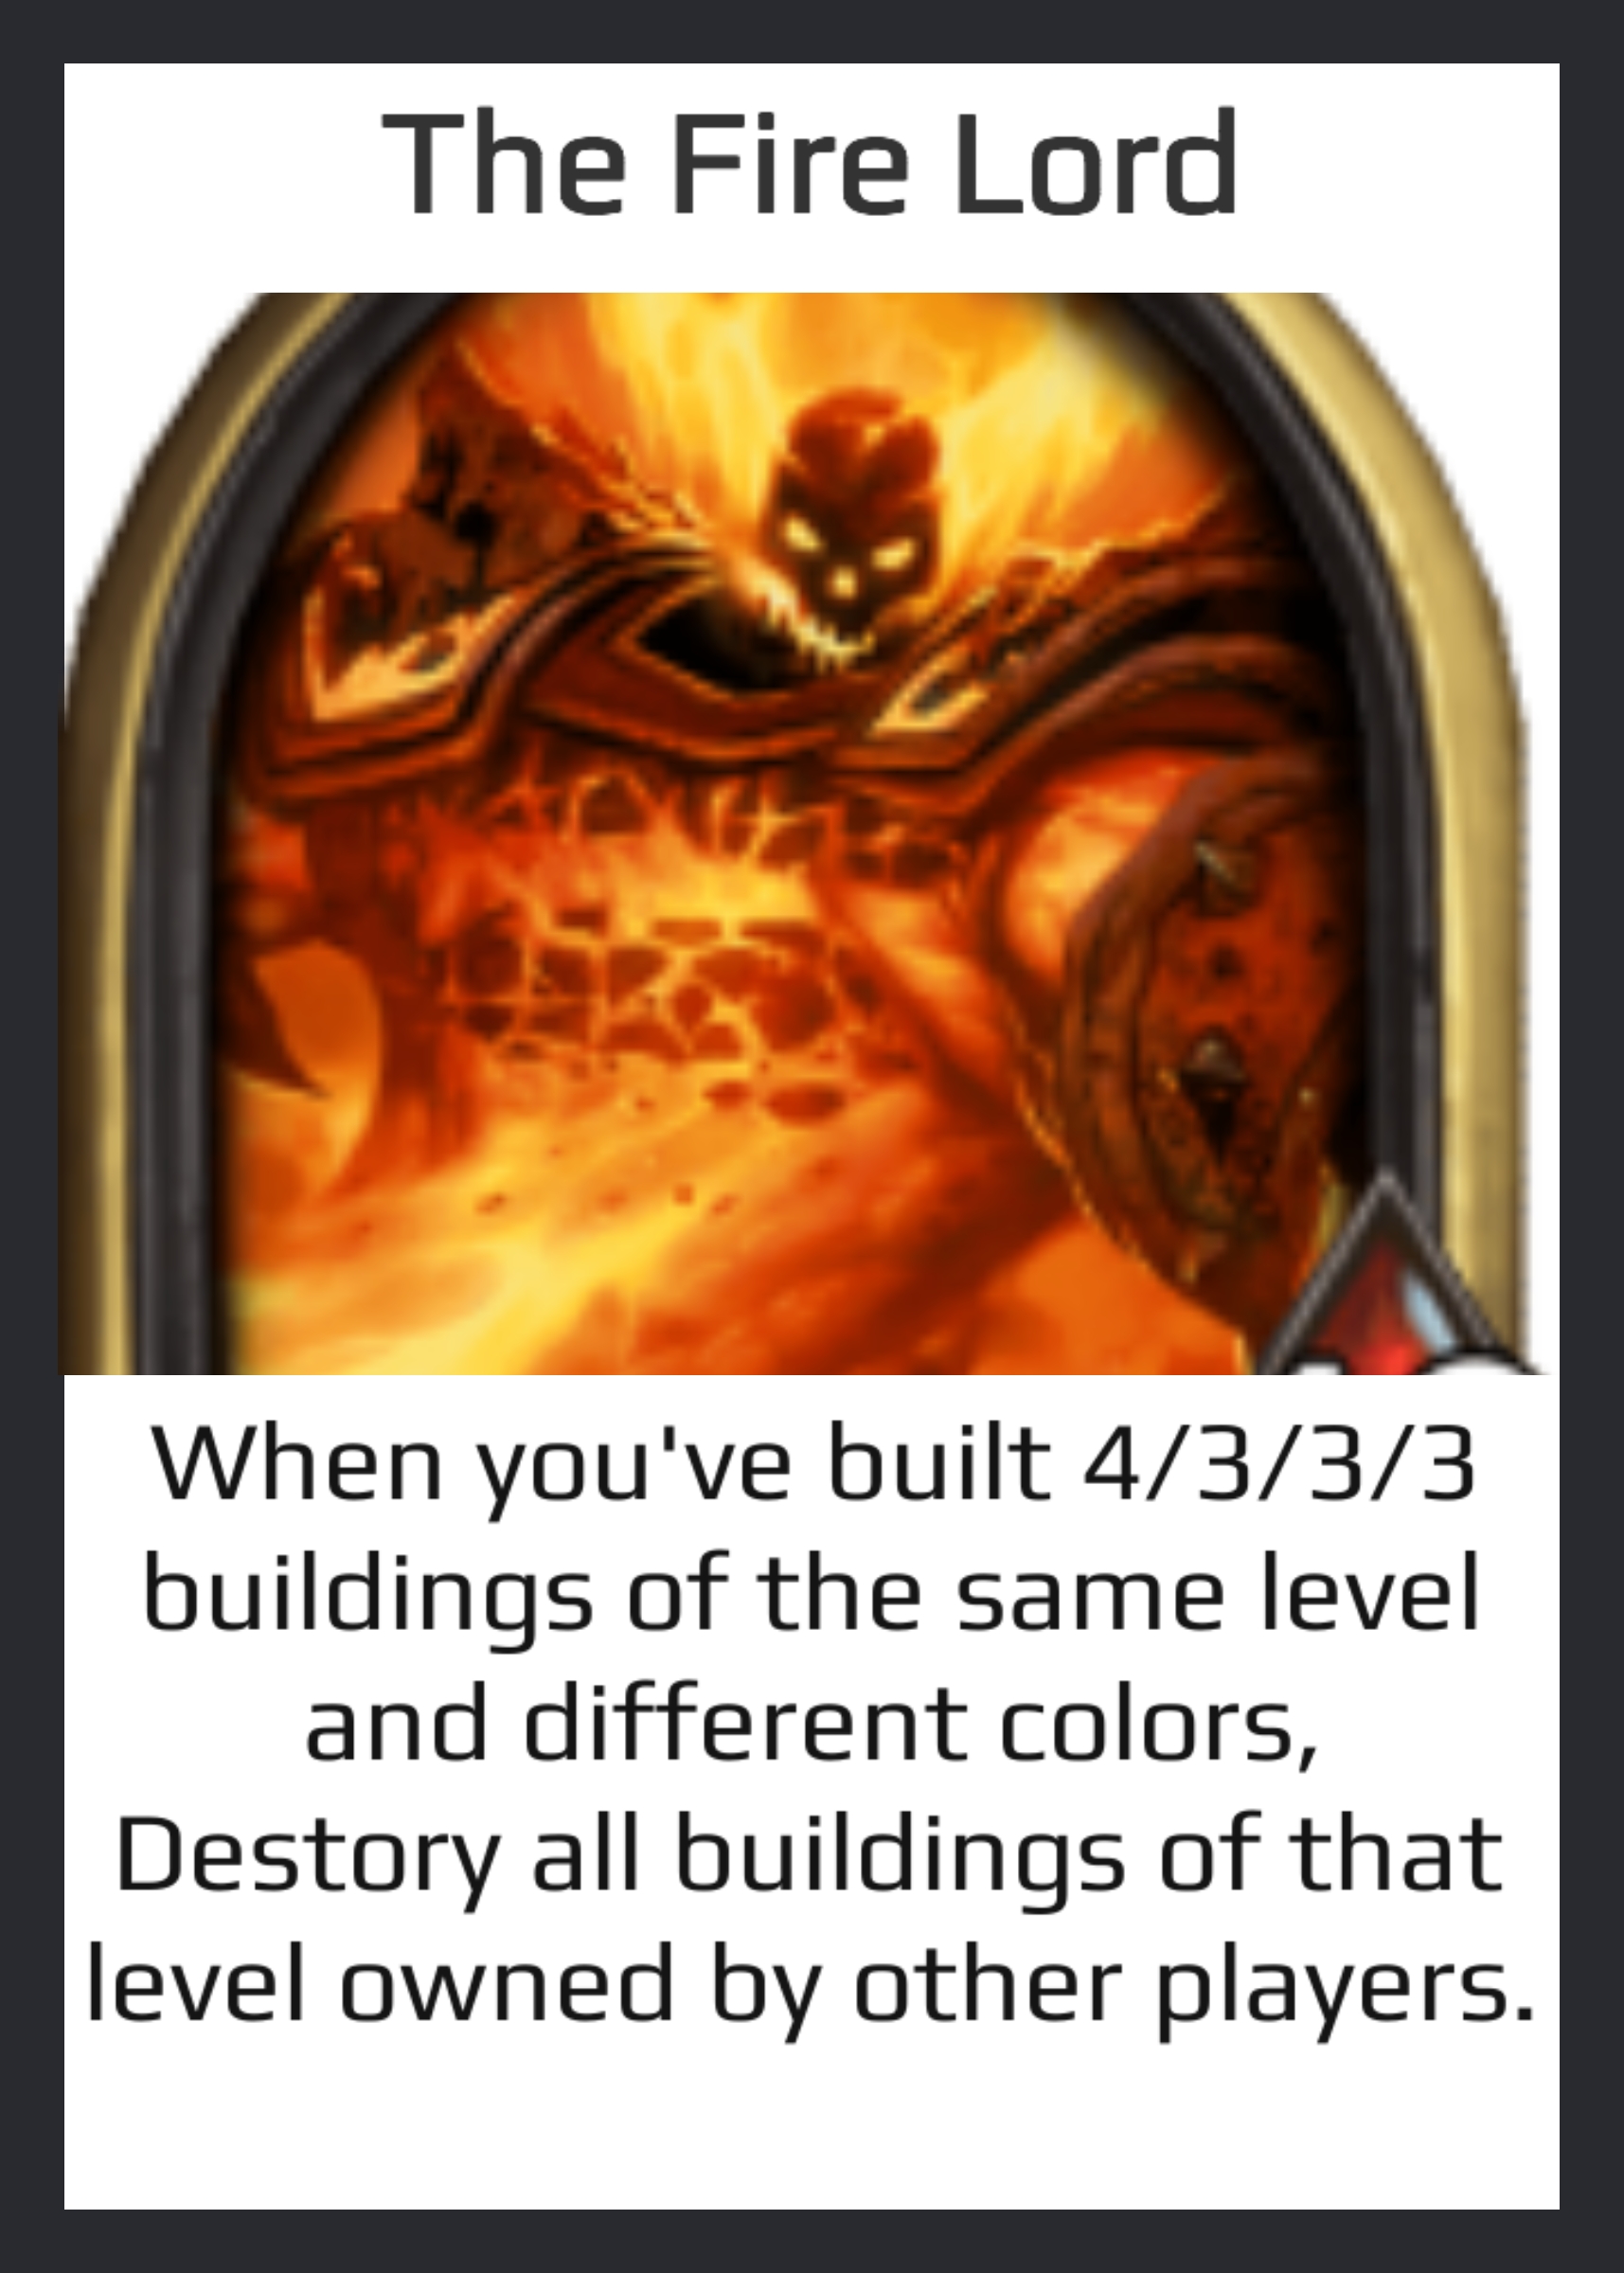 The Fire Lord
When you've built 4/3/3/3
buildings of the same level
and different colors,
Destory all buildings of that
level owned by other players.